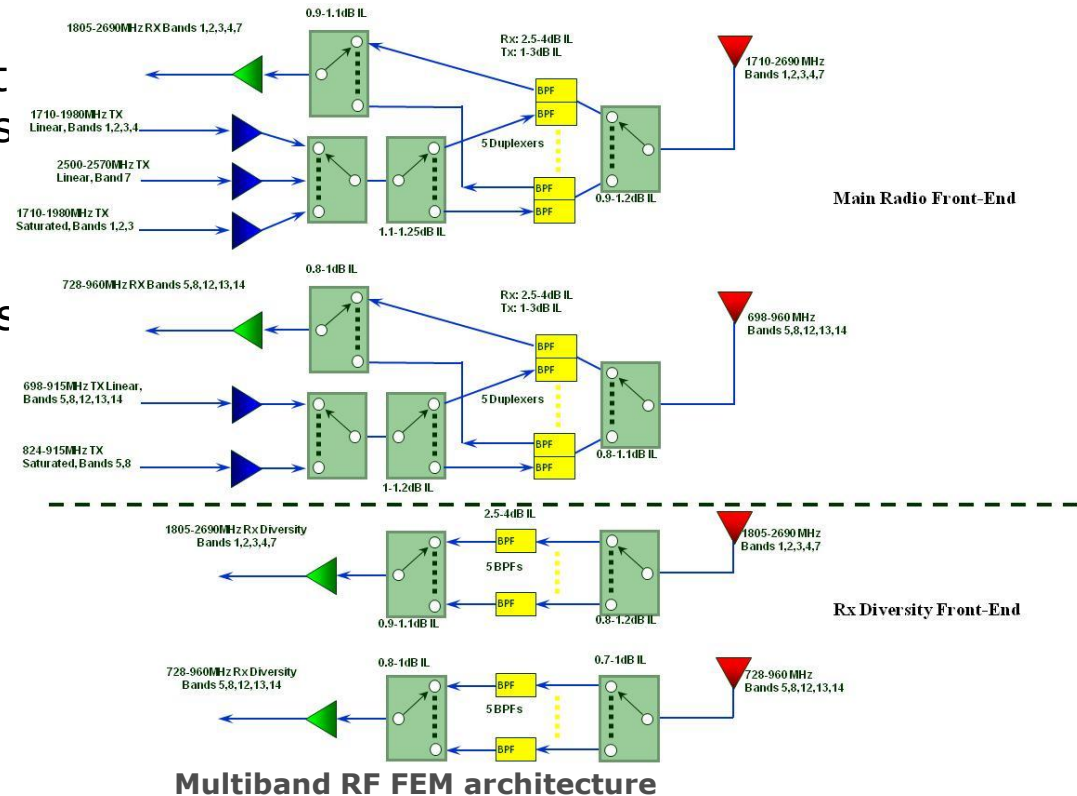 0.9-1.1dB IL
1805-2690MHz RX Bands 1,2,3,4,7
Rx: 2.5-4dB IL
Tx: 1-3dB IL
1710-2690 MHz
Bands 1,2,3,4,7
t
BPF
BPF
1710-1980MHz TX
Linear, Bands 1,2,3,4
s
5 Duplexers
2500-2570MHz TX
Linear, Band 7
BPF
BPF
0.9-1.2dB IL
Main Radio Front-End
1710-1980MHz TX
Saturated, Bands 1,2,3
1.1-1.25dB IL
0.8-1dB IL
728-960MHz RX Bands 5,8,12,13,14
Rx: 2.5-4dB IL
Tx: 1-3dB IL
s
698-960 MHz
Bands 5,8,12,13,14
BPF
BPF
698-915MHz TX Linear,
Bands 5,8,12,13,14
5 Duplexers
824-915MHz TX
Saturated, Bands 5,8
BPF
BPF
0.8-1.1dB IL
1-1.2dB IL
2.5-4dB IL
1805-2690MHz Rx Diversity
Bands 1,2,3,4,7
BPF
1805-2690 MHz
Bands 1,2,3,4,7
5 BPFs
BPF
0.9-1.1dB IL
0.8-1.2dB IL
Rx Diversity Front-End
0.8-1dB IL
0.7-1dB IL
728-960MHz Rx Diversity
Bands 5,8,12,13,14
BPF
728-960 MHz
Bands 5,8,12,13,14
5 BPFs
BPF
Multiband RF FEM architecture